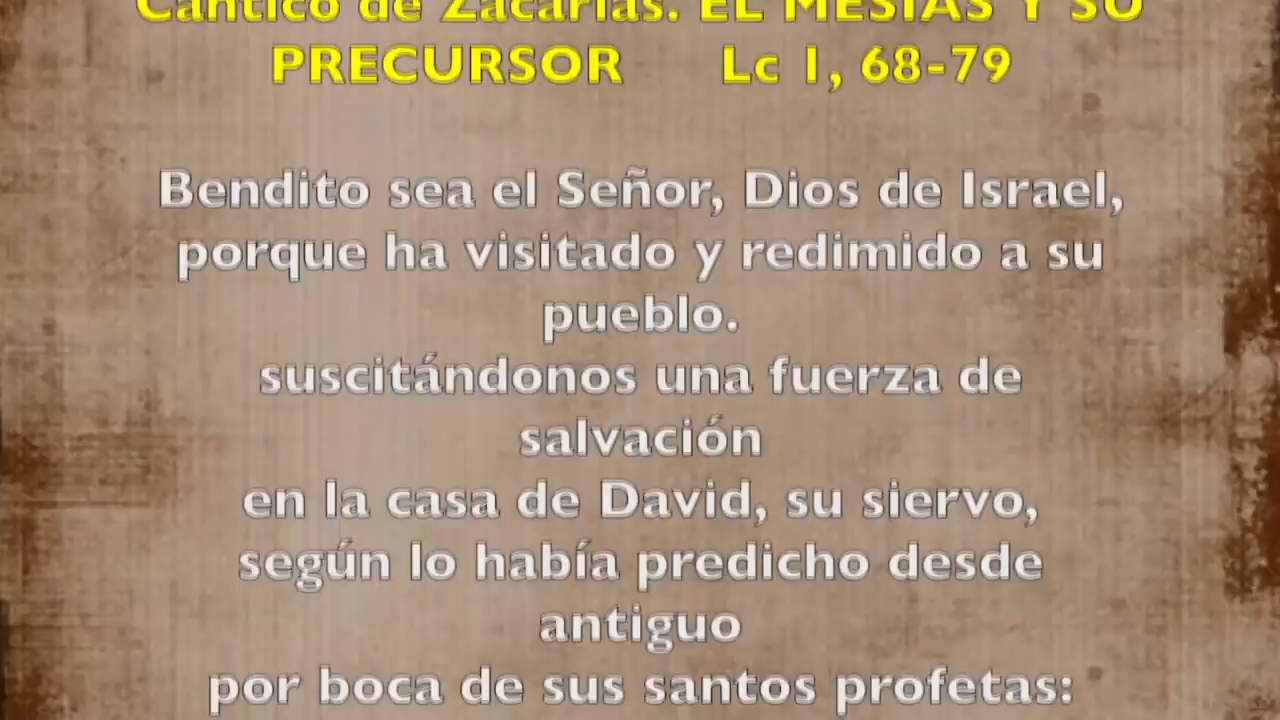 Cántico de Zacarías. EL MESÍAS Y SU
PRECURSOR Lc 1, 68-79
Bendito sea el Señor, Dios de Israel,
porque ha visitado y redimido a su
pueblo.
suscitándonos una fuerza de
salvación
en la casa de David, su siervo,
según lo había predicho desde
antiguo
por boca de sus santos profetas: